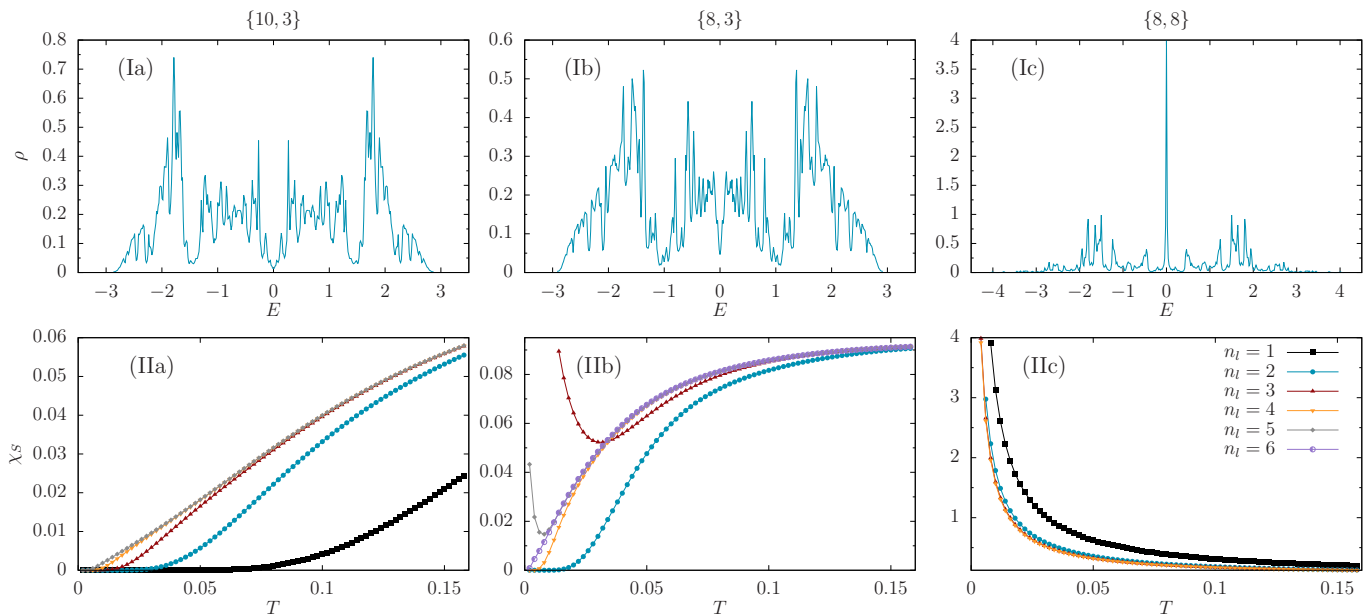 {10, 3}
{8, 3}
{8, 8}
(Ia)
ρ
0.8
0.7
0.6
0.5
0.4
0.3
0.2
0.1
0
−3 −2 −1 0 1 2 3
E
(Ib)
0.6
0.5
0.4
0.3
0.2
0.1
0
−3 −2 −1 0 1 2 3
E
(Ic)
4
3.5
3
2.5
2
1.5
1
0.5
0
−4 −3 −2 −1 0 1 2 3 4
E
(IIa)
χs
0.06
0.05
0.04
0.03
0.02
0.01
0
0 0.05 0.1 0.15
T
(IIb)
0.08
0.06
0.04
0.02
0
0 0.05 0.1 0.15
T
(IIc)
4
3
2
1
0 0.05 0.1 0.15
T
nl = 1
nl = 2
nl = 3
nl = 4
nl = 5
nl = 6